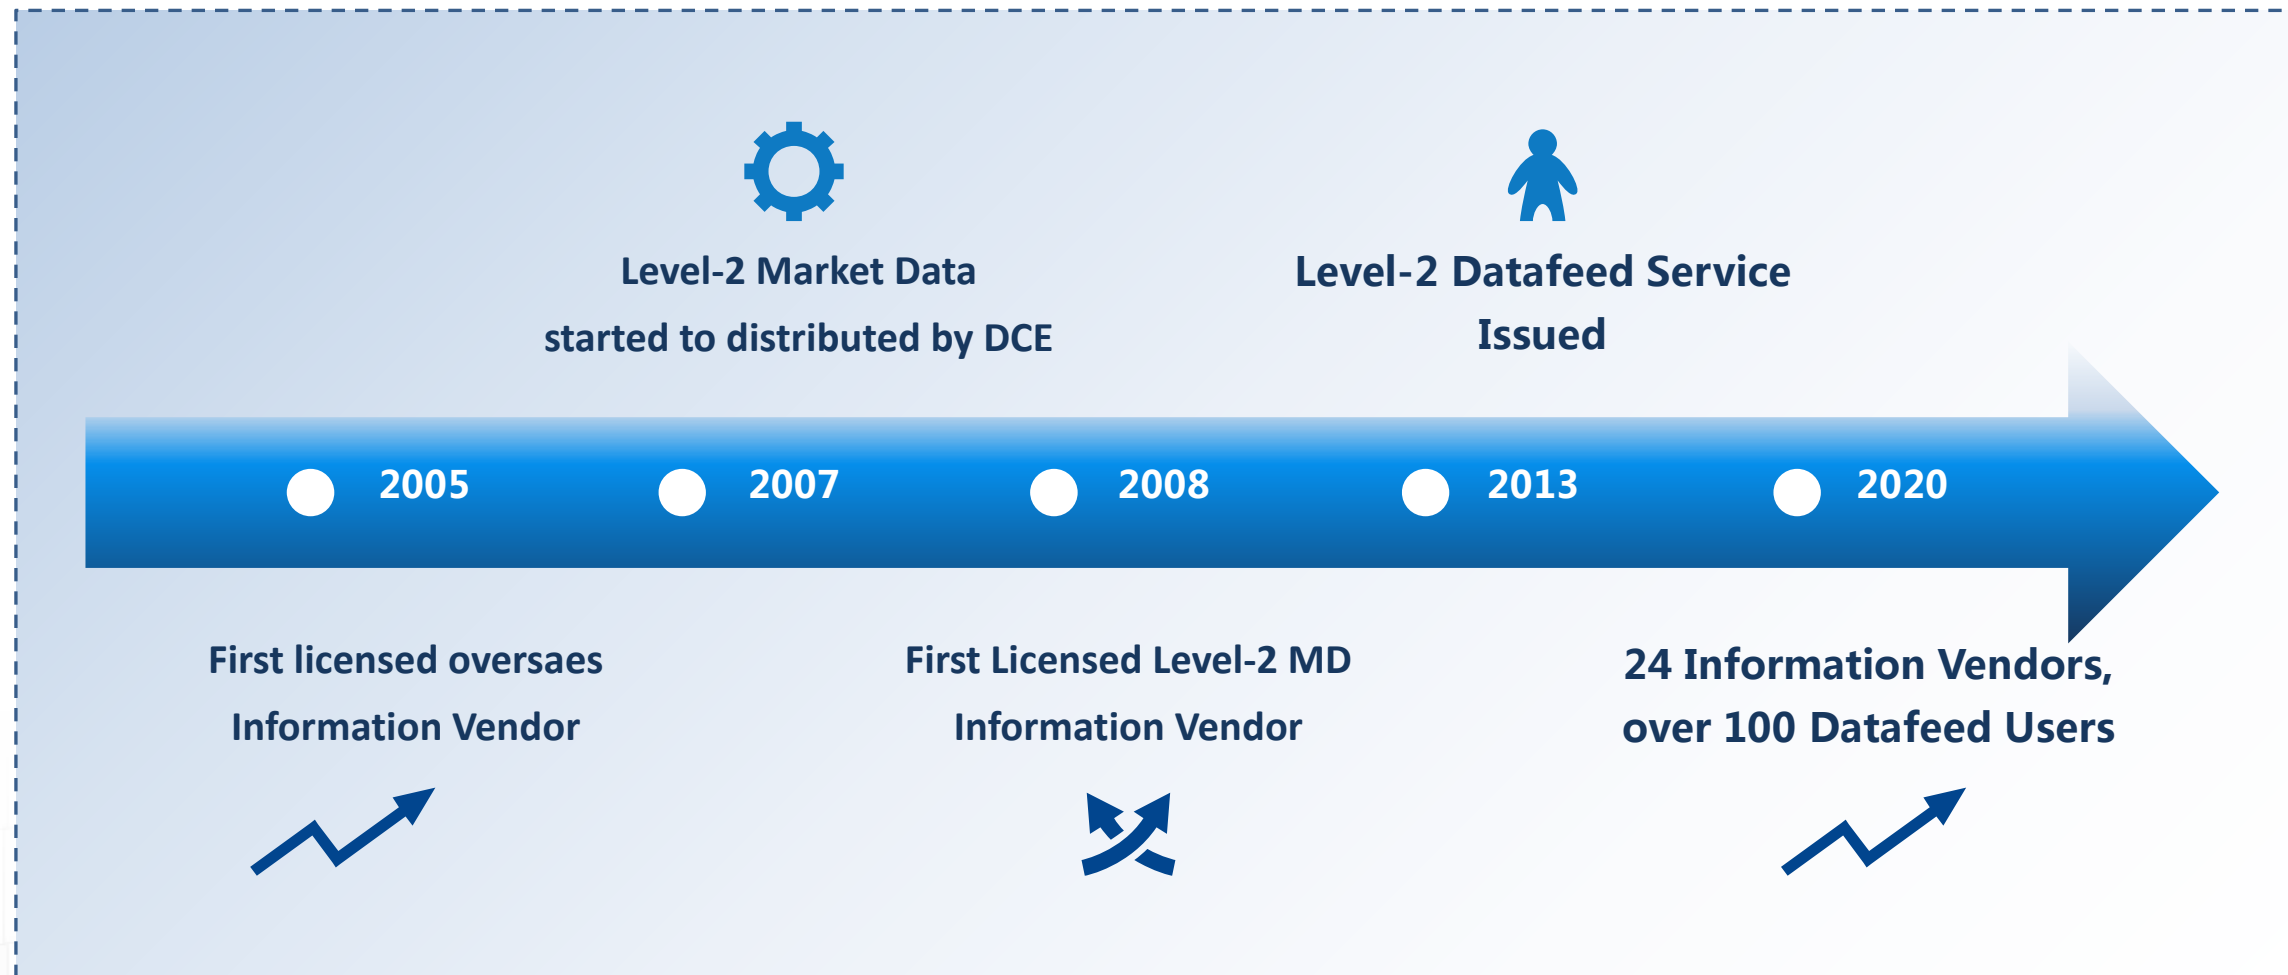 Level-2 Market Data
started to distributed by DCE
Level-2 Datafeed Service
Issued
2005
2007
2008
2013
2020
First licensed oversaes
Information Vendor
First Licensed Level-2 MD
Information Vendor
24 Information Vendors,
over 100 Datafeed Users